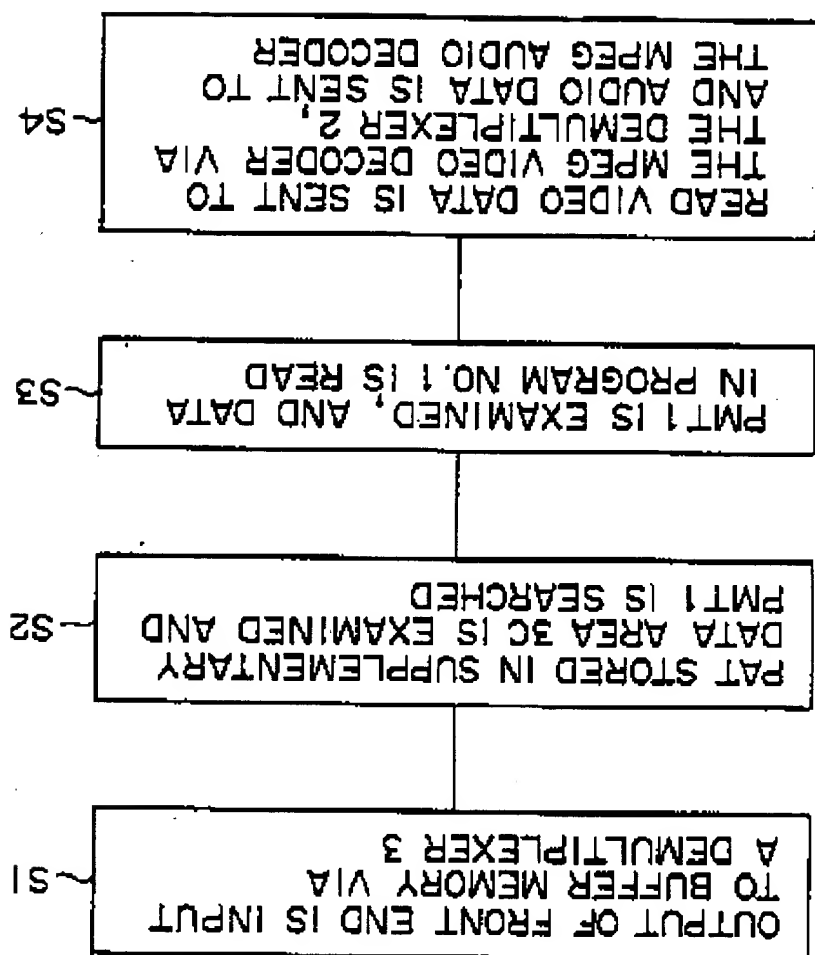 S1
OUTPUT OF FRONT END IS INPUT
TO BUFFER MEMORY VIA
A DEMULTIPLEXER 3
S2
PAT STORED IN SUPPLEMENTARY
DATA AREA 3C IS EXAMINED AND
PMT1 IS SEARCHED
S3
PMT1 IS EXAMINED, AND DATA
IN PROGRAM NO.1 IS READ
S4
READ VIDEO DATA IS SENT TO
THE MPEG VIDEO DECODER VIA
THE DEMULTIPLEXER 2,
AND AUDIO DATA IS SENT TO
THE MPEG AUDIO DECODER